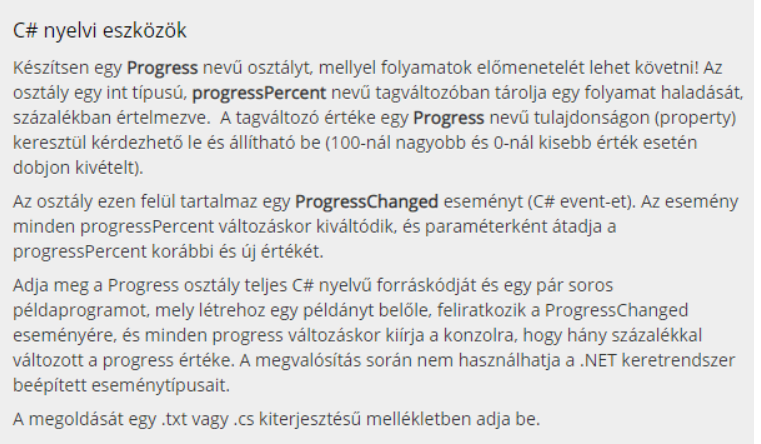 C# nyelvi eszközök
Készítsen egy Progress nevű osztályt, mellyel folyamatok előmenetelét lehet követni! Az
osztály egy int típusú, progressPercent nevű tagváltozóban tárolja egy folyamat haladását,
százalékban értelmezve.  A tagváltozó értéke egy Progress nevű tulajdonságon (property)
keresztül kérdezhető le és állítható be (100-nál nagyobb és 0-nál kisebb érték esetén
dobjon kivételt).
Az osztály ezen felül tartalmaz egy ProgressChanged eseményt (C# event-et). Az esemény
minden progressPercent változáskor kiváltódik, és paraméterként átadja a
progressPercent korábbi és új értékét.
Adja meg a Progress osztály teljes C# nyelvű forráskódját és egy pár soros
példaprogramot, mely létrehoz egy példányt belőle, feliratkozik a ProgressChanged
eseményére, és minden progress változáskor kiírja a konzolra, hogy hány százalékkal
változott a progress értéke. A megvalósítás során nem használhatja a .NET keretrendszer
beépített eseménytípusait.
A megoldását egy .txt vagy .cs kiterjesztésű mellékletben adja be.